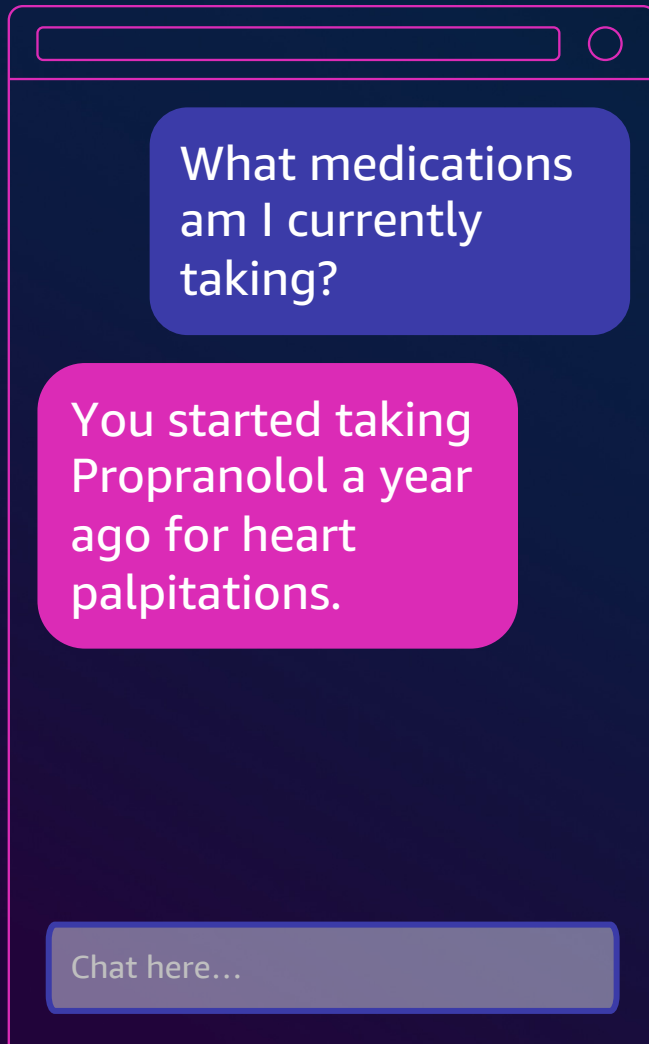 What medications
am I currently
taking?
You started taking
Propranolol a year
ago for heart
palpitations.
Chat here...